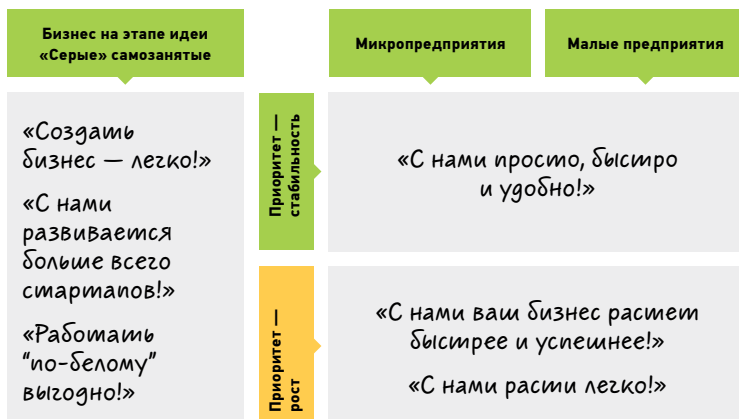 Бизнес на этапе идеи
«Серые» самозанятые
Микропредприятия
Малые предприятия
«Создать
бизнес — легко!»
«С нами
развивается
больше всего
стартапов!»
«Работать
“по-белому”
выгодно!»
Приоритет —
стабильность
«С нами просто, быстро
и удобно!»
Приоритет —
рост
«С нами ваш бизнес растет
быстрее и успешнее!»
«С нами расти легко!»